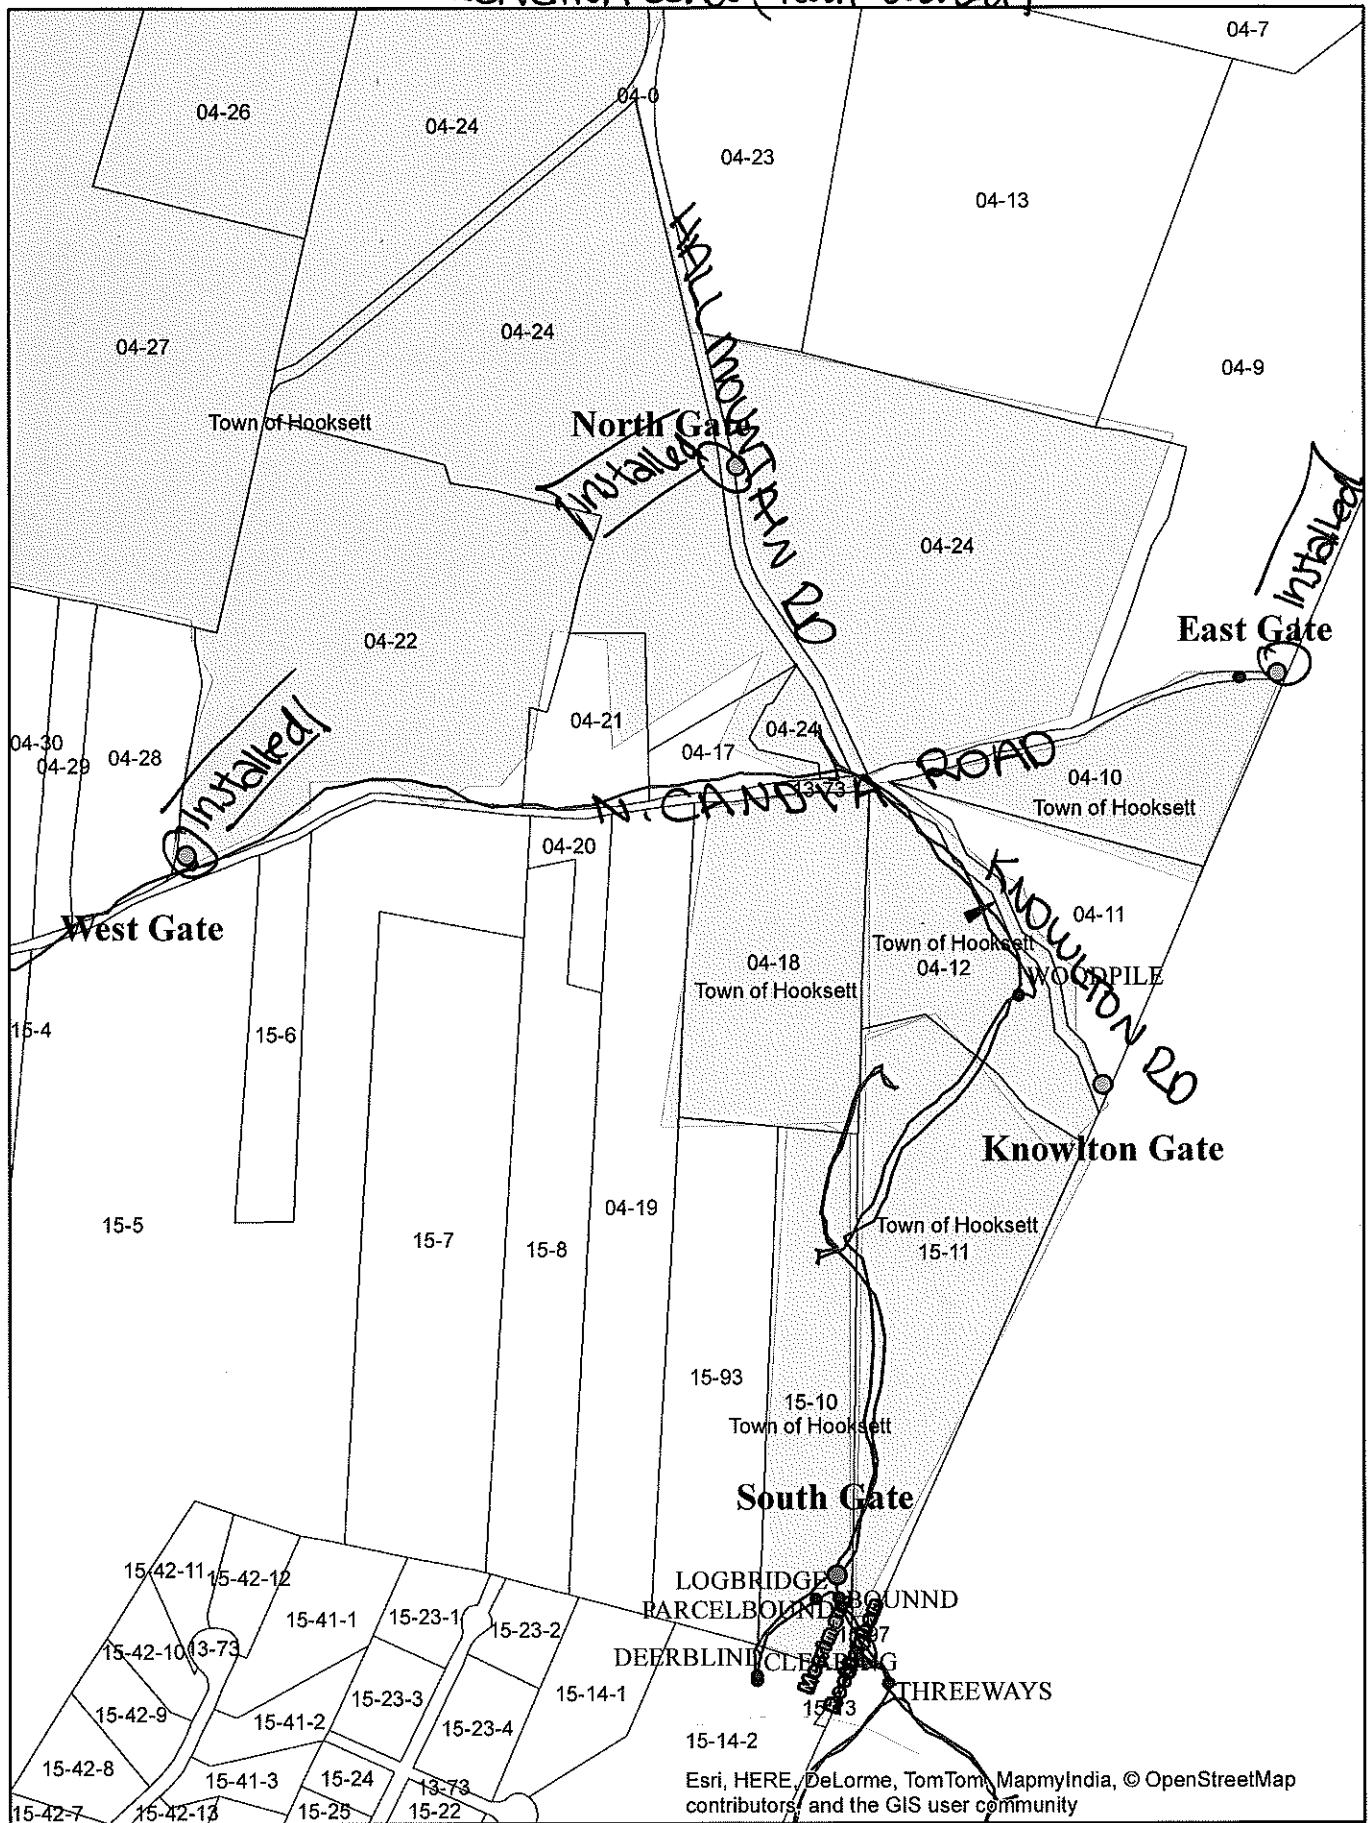 04-7
04-26
04-24
04-0
04-23
04-13
HALL MOUNTAIN RD
04-27
04-24
04-9
Town of Hooksett
North Gate
Installed
04-24
Installed
East Gate
04-22
04-21
04-24
04-17
04-30
04-29
04-28
Installed
N. CANDIA ROAD
13-73
04-10
Town of Hooksett
04-20
KNOWLTON RD
04-11
West Gate
Town of Hooksett
04-12
WOODPILE
04-18
Town of Hooksett
15-4
15-6
Knowlton Gate
15-5
15-7
15-8
04-19
Town of Hooksett
15-11
15-93
15-10
Town of Hooksett
South Gate
15-42-11
15-42-12
LOGBRIDGE
PARCELBOUND
BOUNND
15-41-1
15-23-1
15-23-2
15-42-10
13-73
DEERBLIND
CLEARING
THREEWAYS
15-23-3
15-14-1
15-13
15-42-9
15-41-2
15-23-4
15-14-2
15-42-8
15-41-3
15-24
13-73
15-42-7
15-42-13
15-25
15-22
Esri, HERE, DeLorme, TomTom, MapmyIndia, © OpenStreetMap
contributors, and the GIS user community